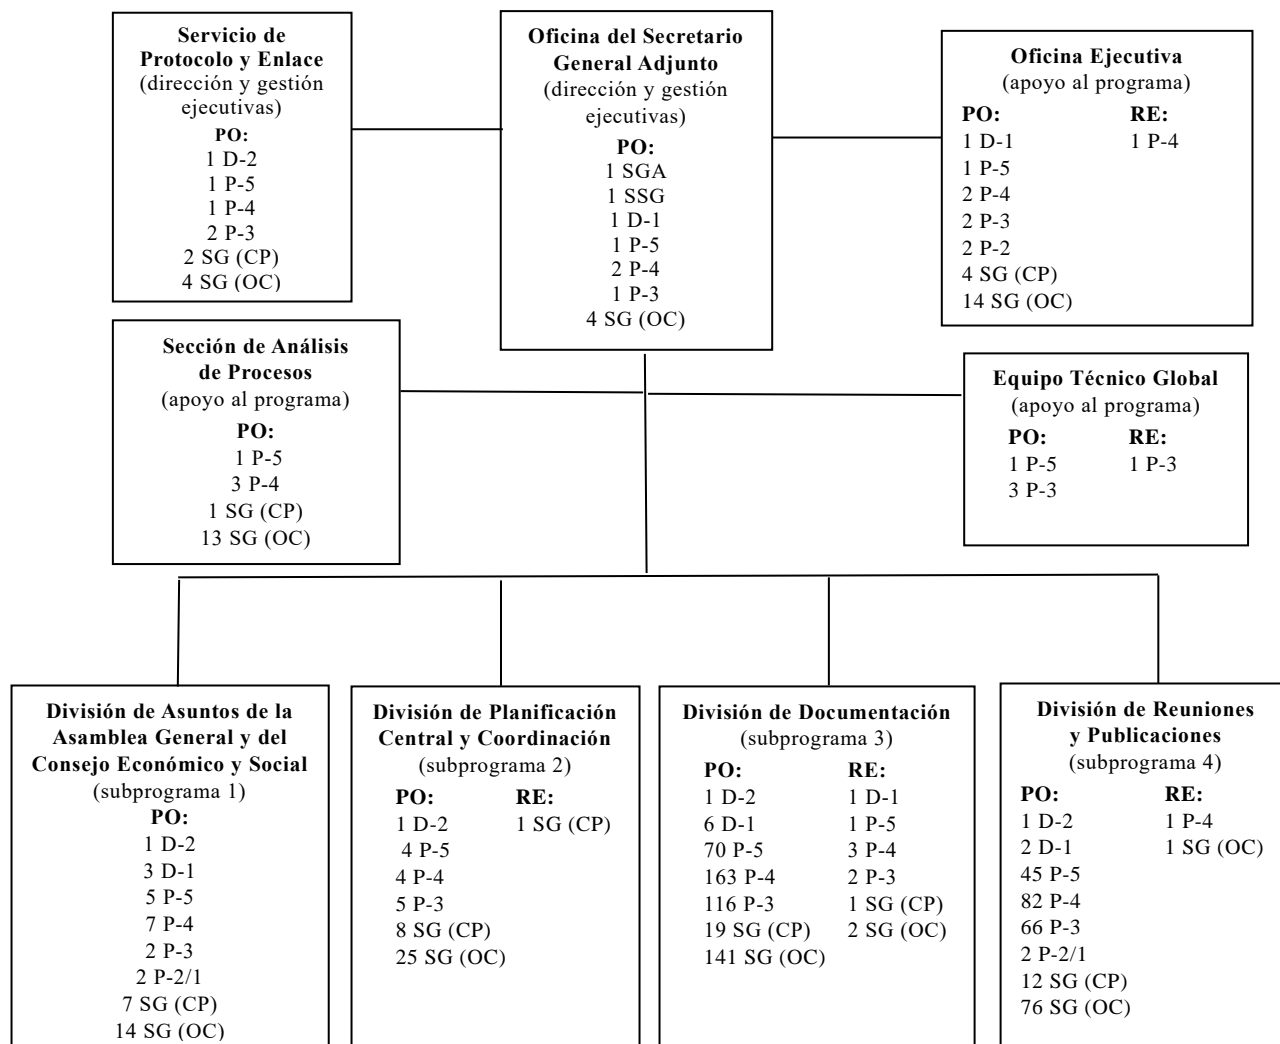 Servicio de
Protocolo y Enlace
(dirección y gestión
ejecutivas)
PO:
1 D-2
1 P-5
1 P-4
2 P-3
2 SG (CP)
4 SG (OC)
Oficina del Secretario
General Adjunto
(dirección y gestión
ejecutivas)
PO:
1 SGA
1 SSG
1 D-1
1 P-5
2 P-4
1 P-3
4 SG (OC)
Oficina Ejecutiva
(apoyo al programa)
PO: RE:
1 D-1 1 P-4
1 P-5
2 P-4
2 P-3
2 P-2
4 SG (CP)
14 SG (OC)
Sección de Análisis
de Procesos
(apoyo al programa)
PO:
1 P-5
3 P-4
1 SG (CP)
13 SG (OC)
Equipo Técnico Global
(apoyo al programa)
PO: RE:
1 P-5 1 P-3
3 P-3
División de Asuntos de la
Asamblea General y del
Consejo Económico y Social
(subprograma 1)
PO:
1 D-2
3 D-1
5 P-5
7 P-4
2 P-3
2 P-2/1
7 SG (CP)
14 SG (OC)
División de Planificación
Central y Coordinación
(subprograma 2)
PO: RE:
1 D-2 1 SG (CP)
4 P-5
4 P-4
5 P-3
8 SG (CP)
25 SG (OC)
División de Documentación
(subprograma 3)
PO: RE:
1 D-2 1 D-1
6 D-1 1 P-5
70 P-5 3 P-4
163 P-4 2 P-3
116 P-3 1 SG (CP)
19 SG (CP) 2 SG (OC)
141 SG (OC)
División de Reuniones
y Publicaciones
(subprograma 4)
PO: RE:
1 D-2 1 P-4
2 D-1 1 SG (OC)
45 P-5
82 P-4
66 P-3
2 P-2/1
12 SG (CP)
76 SG (OC)